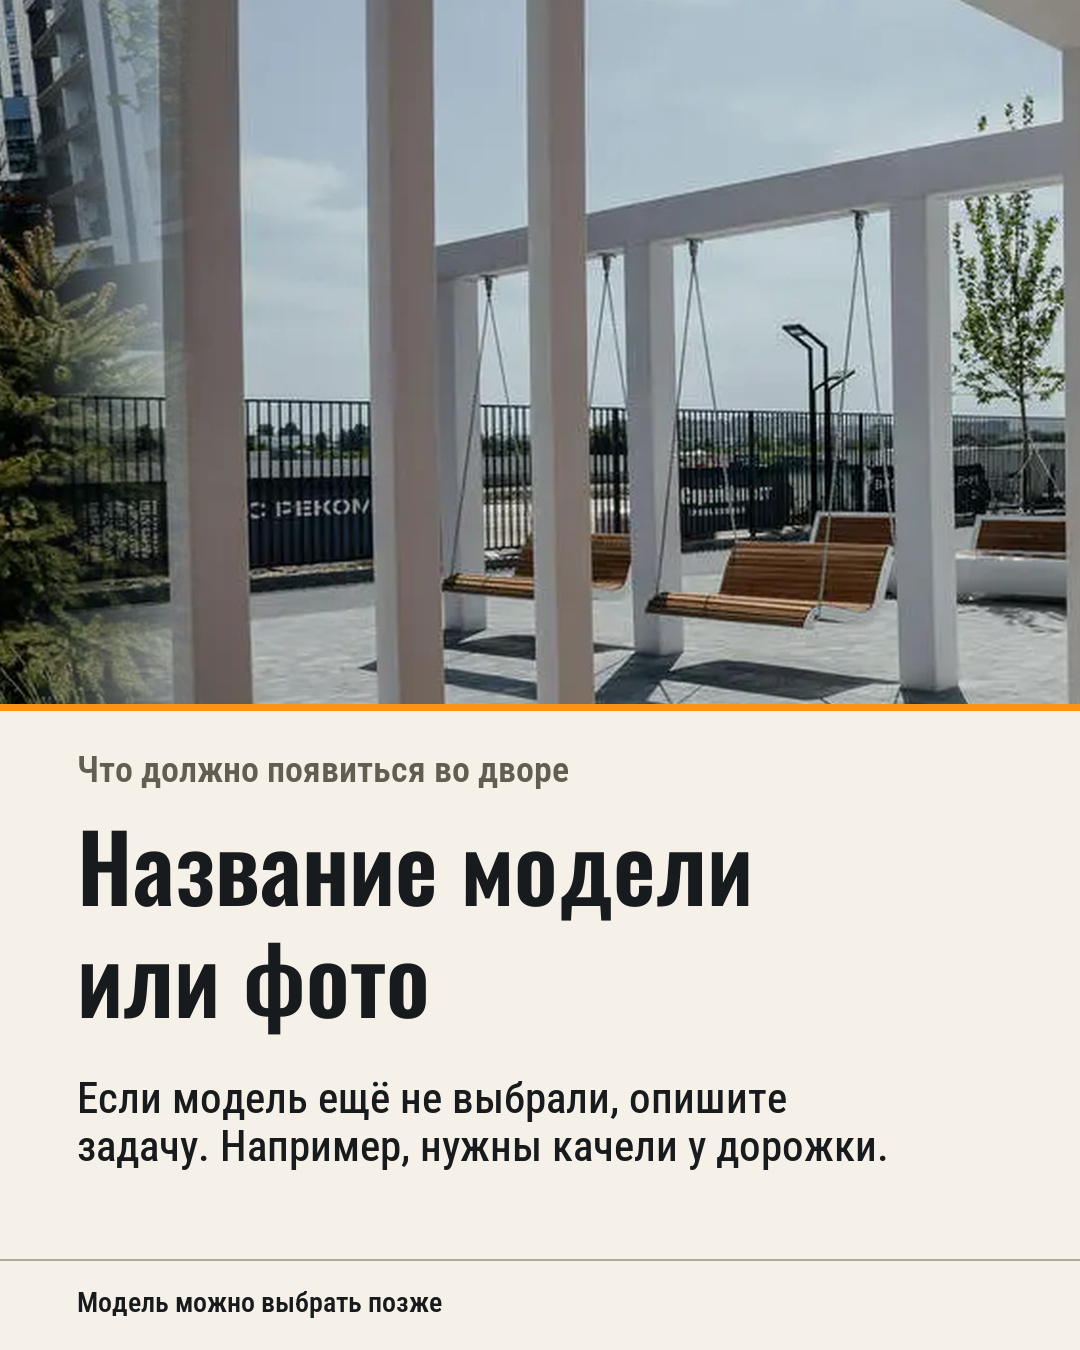 С РЕКОМ
Что должно появиться во дворе
Название модели
или фото
Если модель ещё не выбрали, опишите
задачу. Например, нужны качели у дорожки.
Модель можно выбрать позже